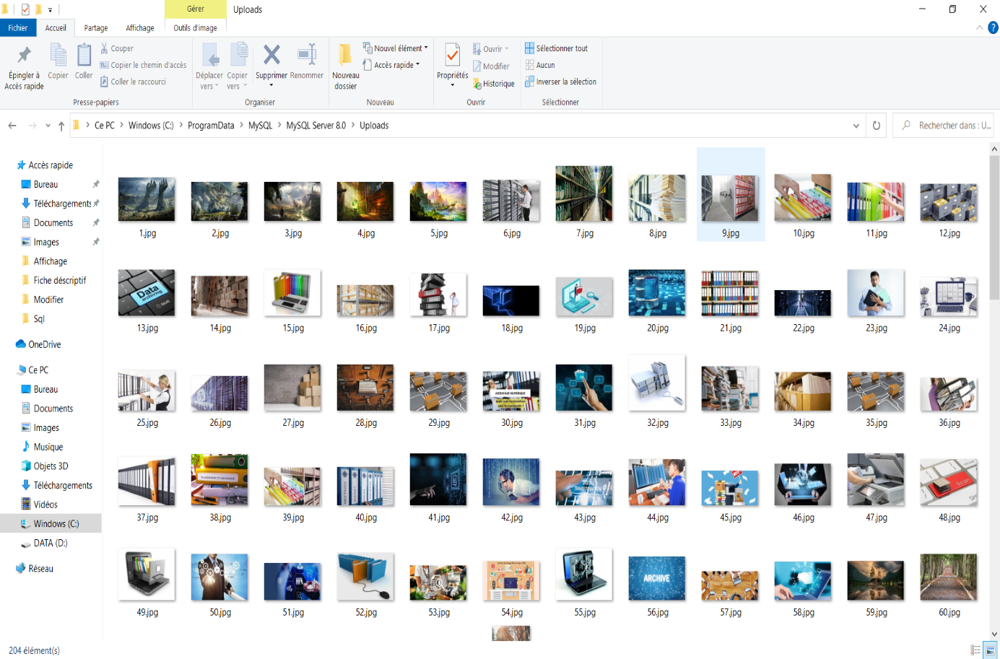 Gérer
Uploads
Fichier
Accueil
Partage
Affichage
Outils d'image
Épingler à Accès rapide
Copier
Coller
Couper
Copier le chemin d'accès
Coller le raccourci
Presse-papiers
Déplacer vers
Copier vers
Supprimer
Renommer
Organiser
Nouveau dossier
Nouvel élément
Accès rapide
Nouveau
Propriétés
Ouvrir
Modifier
Historique
Ouvrir
Sélectionner tout
Aucun
Inverser la sélection
Sélectionner
Ce PC > Windows (C:) > ProgramData > MySQL > MySQL Server 8.0 > Uploads
Rechercher dans : U...
Accès rapide
Bureau
Téléchargements
Documents
Images
Affichage
Fiche déscriptif
Modifier
Sql
OneDrive
Ce PC
Bureau
Documents
Images
Musique
Objets 3D
Téléchargements
Vidéos
Windows (C:)
DATA (D:)
Réseau
1.jpg 2.jpg 3.jpg 4.jpg 5.jpg 6.jpg 7.jpg 8.jpg 9.jpg 10.jpg 11.jpg 12.jpg
Data
archiving
13.jpg 14.jpg 15.jpg 16.jpg 17.jpg 18.jpg 19.jpg 20.jpg 21.jpg 22.jpg 23.jpg 24.jpg
ARCHIVAGE NUMÉRIQUE
25.jpg 26.jpg 27.jpg 28.jpg 29.jpg 30.jpg 31.jpg 32.jpg 33.jpg 34.jpg 35.jpg 36.jpg
Scan
37.jpg 38.jpg 39.jpg 40.jpg 41.jpg 42.jpg 43.jpg 44.jpg 45.jpg 46.jpg 47.jpg 48.jpg
ARCHIVE
49.jpg 50.jpg 51.jpg 52.jpg 53.jpg 54.jpg 55.jpg 56.jpg 57.jpg 58.jpg 59.jpg 60.jpg
204 élément(s)